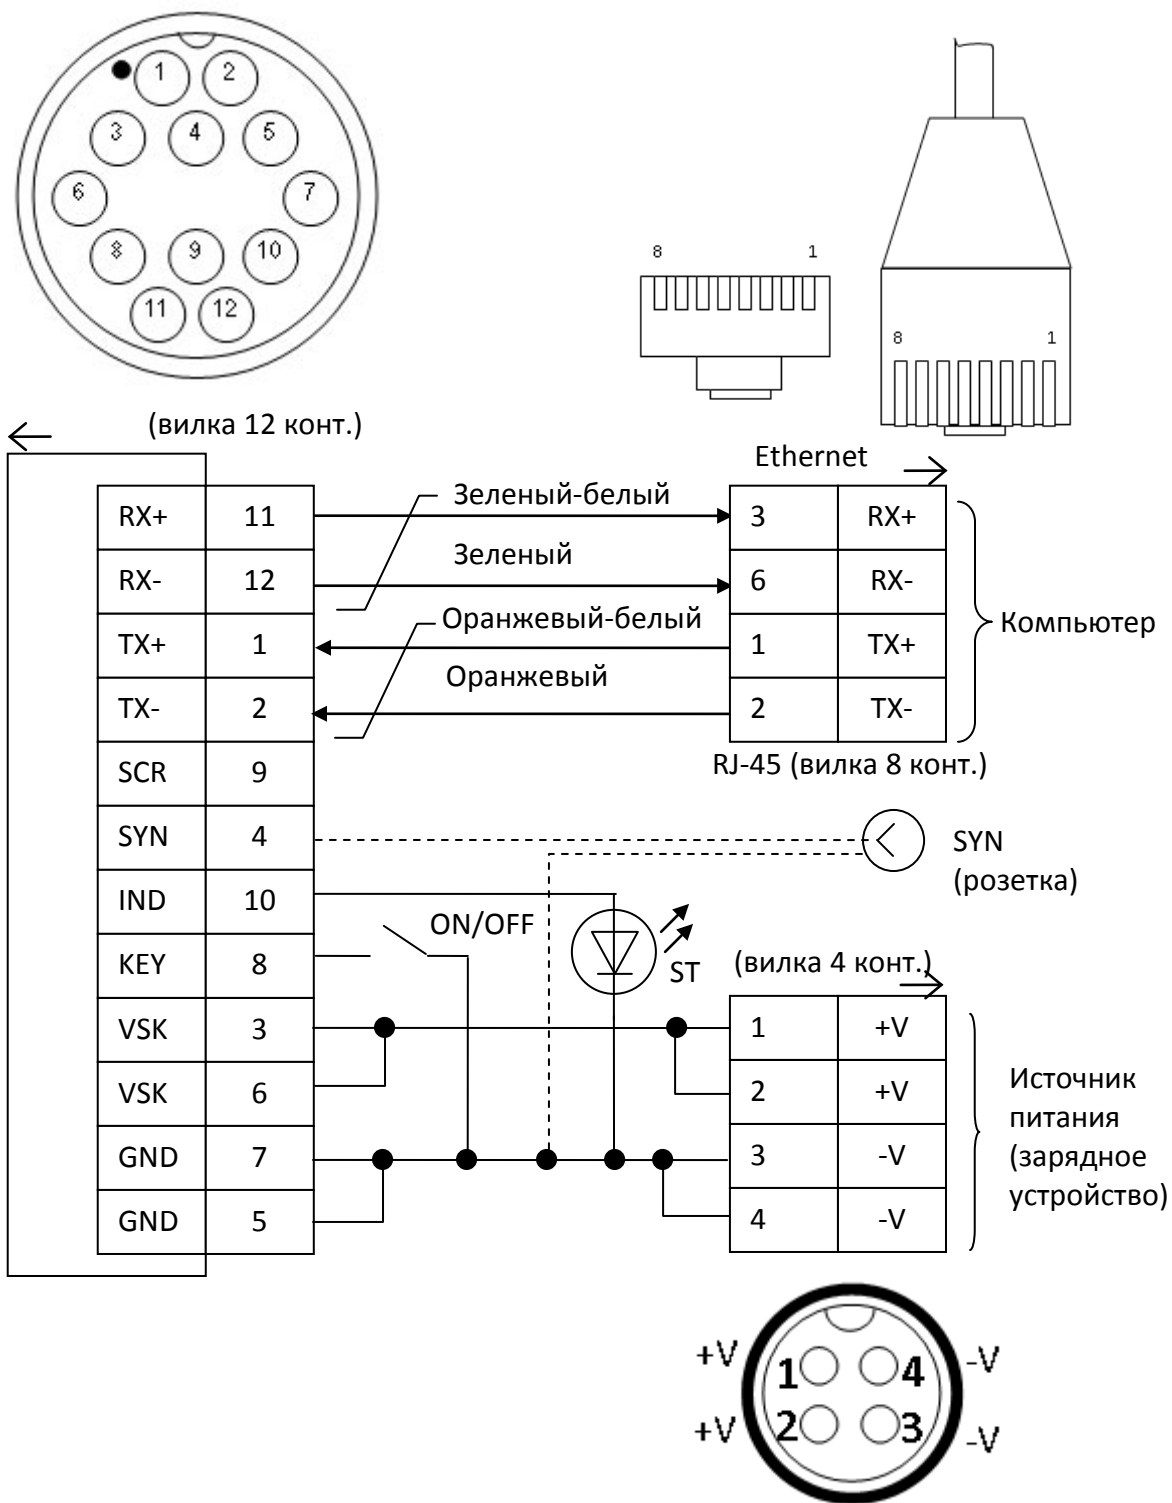 1 2
3 4 5
6 7
8 9 10
11 12
8 1
8 1
(вилка 12 конт.)
Ethernet
RX+ 11 Зеленый-белый 3 RX+
RX- 12 Зеленый 6 RX-
TX+ 1 Оранжевый-белый 1 TX+
TX- 2 Оранжевый 2 TX-
Компьютер
RJ-45 (вилка 8 конт.)
SCR 9
SYN 4
SYN
(розетка)
IND 10
ON/OFF
KEY 8
ST
(вилка 4 конт.)
VSK 3 1 +V
VSK 6 2 +V
GND 7 3 -V
GND 5 4 -V
Источник
питания
(зарядное
устройство)
+V 1 4 -V
+V 2 3 -V